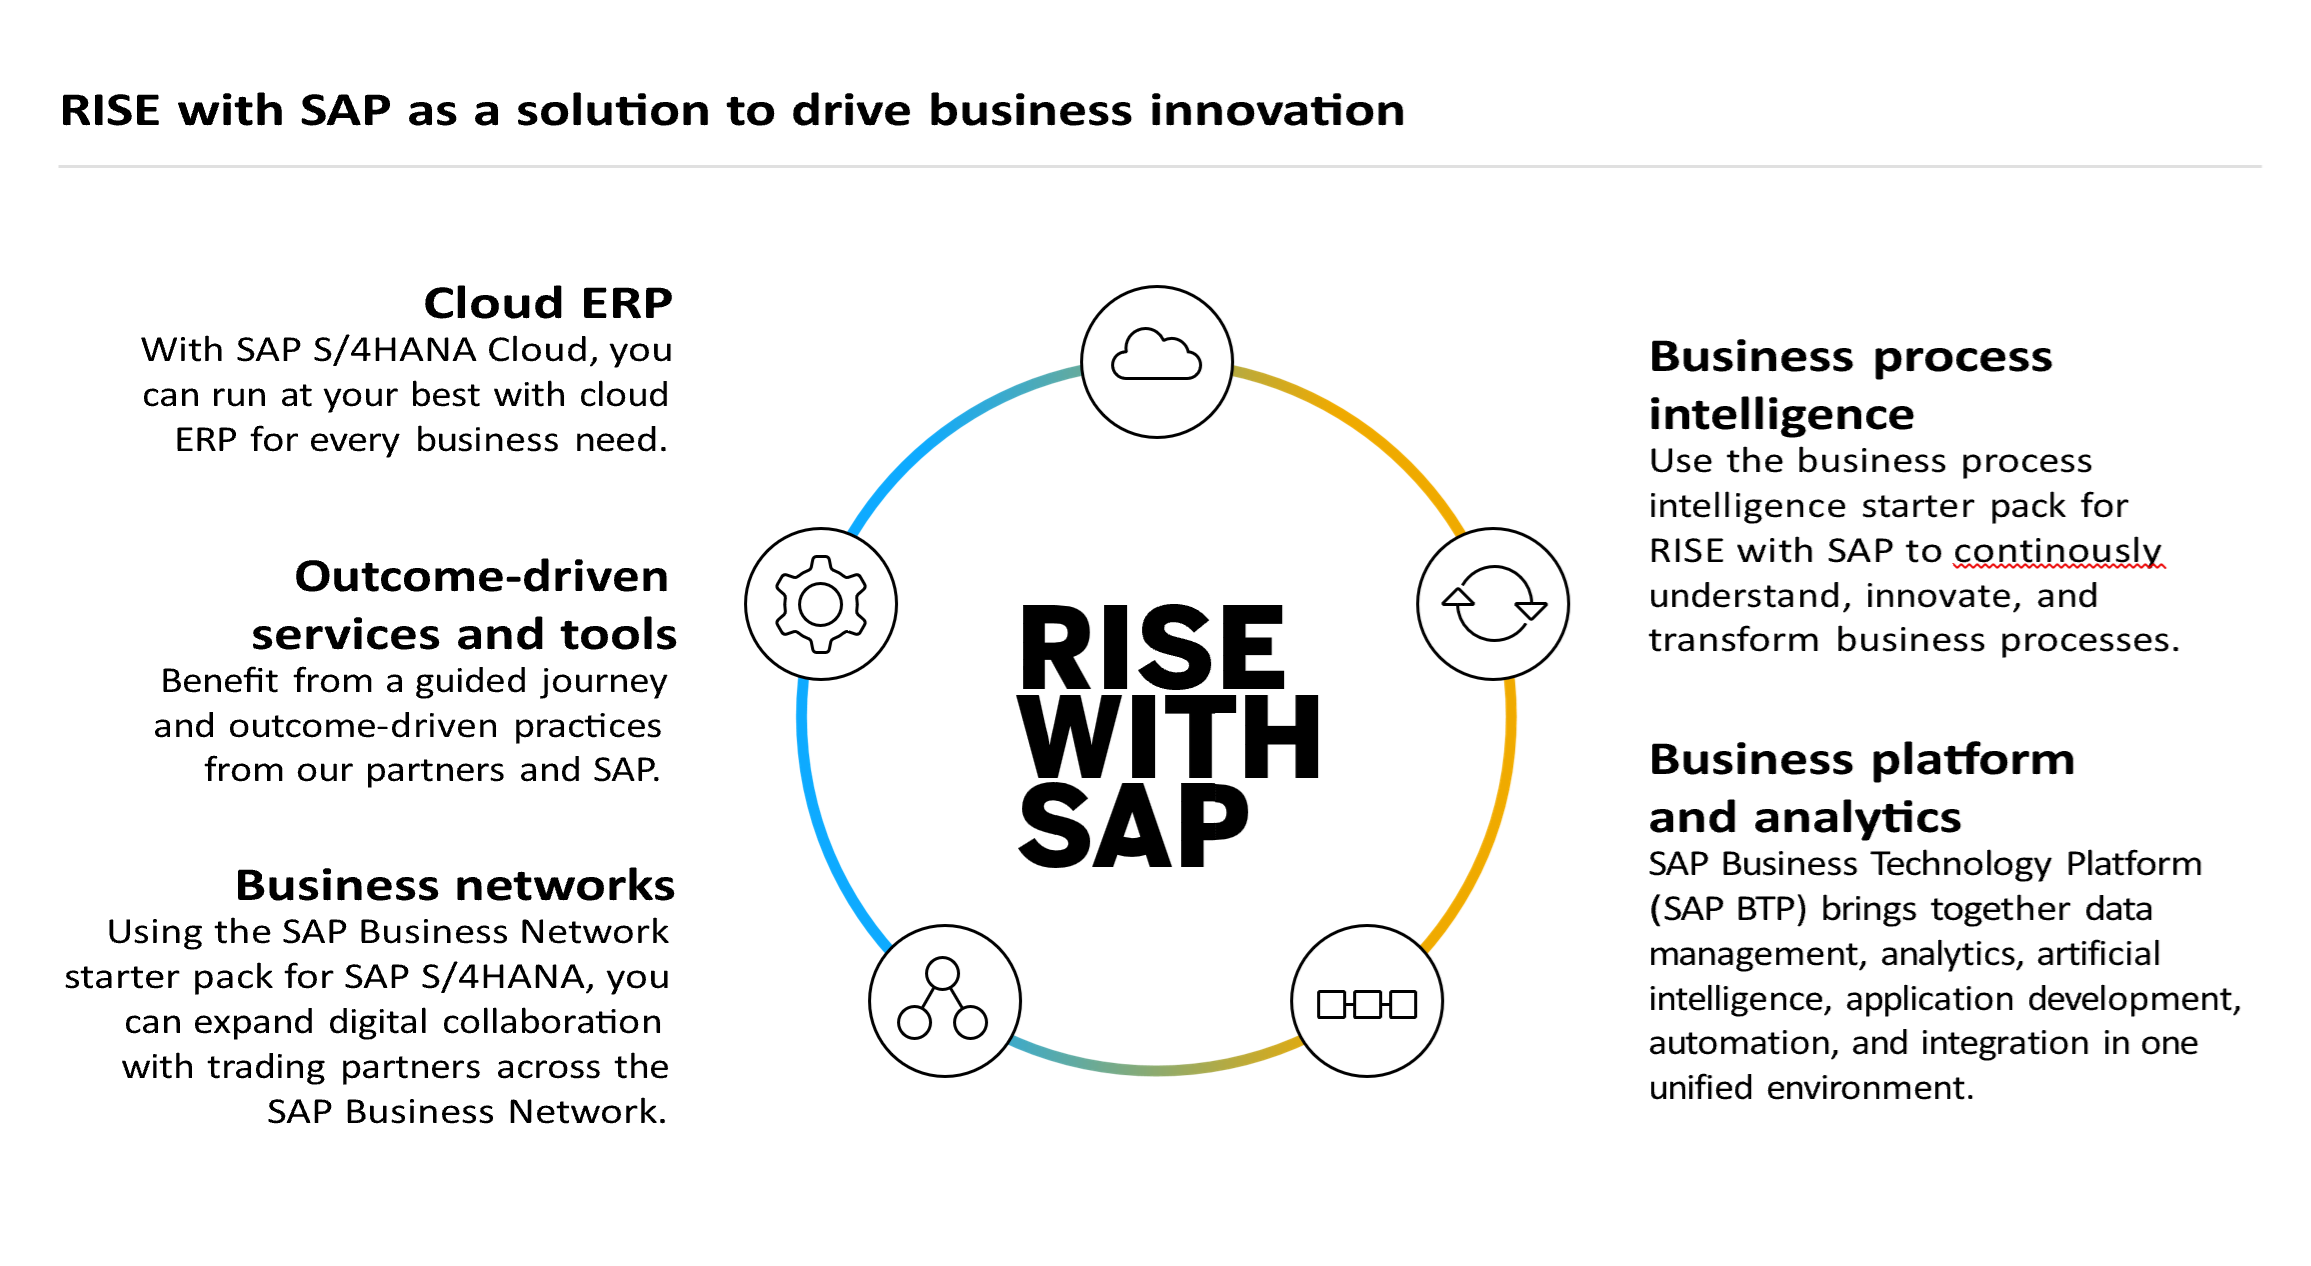 RISE with SAP as a solution to drive business innovation
Cloud ERP
With SAP S/4HANA Cloud, you
can run at your best with cloud
ERP for every business need.
Outcome-driven
services and tools
Benefit from a guided journey
and outcome-driven practices
from our partners and SAP.
Business networks
Using the SAP Business Network
starter pack for SAP S/4HANA, you
can expand digital collaboration
with trading partners across the
SAP Business Network.
RISE
WITH
SAP
Business process
intelligence
Use the business process
intelligence starter pack for
RISE with SAP to continously
understand, innovate, and
transform business processes.
Business platform
and analytics
SAP Business Technology Platform
(SAP BTP) brings together data
management, analytics, artificial
intelligence, application development,
automation, and integration in one
unified environment.